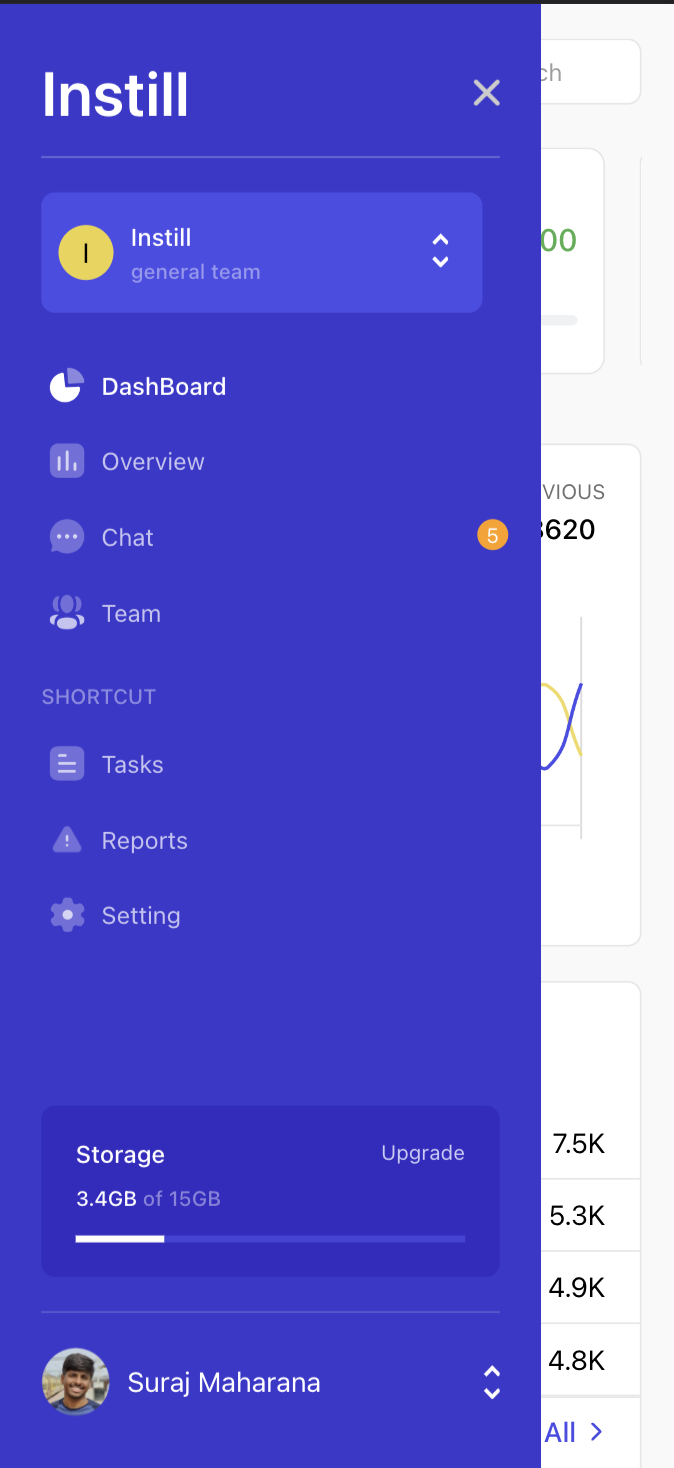 Instill
I
Instill
general team
DashBoard
Overview
Chat
5
Team
SHORTCUT
Tasks
Reports
Setting
Storage
Upgrade
3.4GB of 15GB
Suraj Maharana
ch
00
VIOUS
3620
7.5K
5.3K
4.9K
4.8K
All